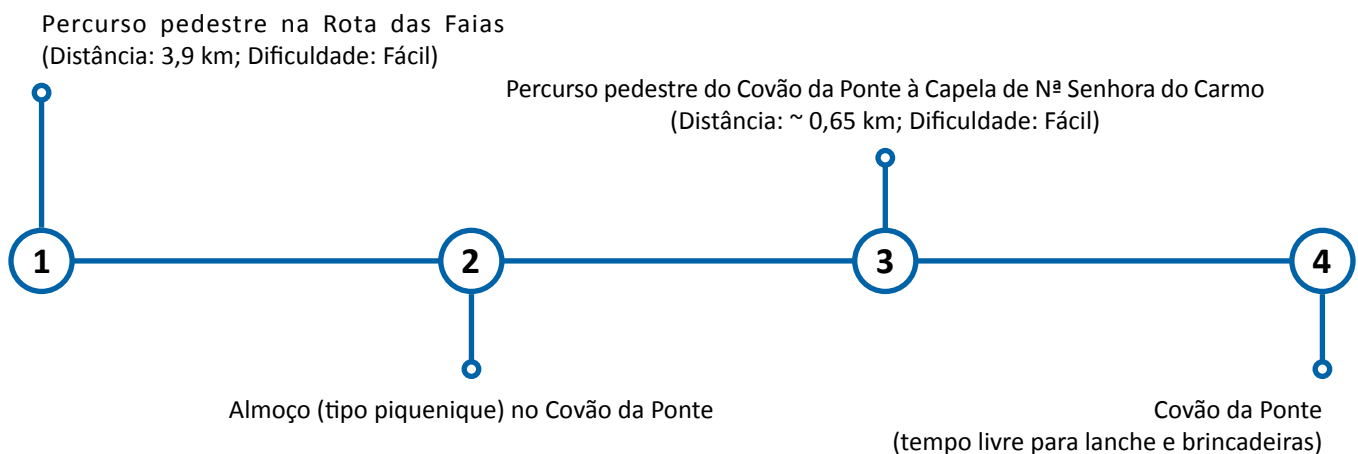 Percurso pedestre na Rota das Faias
(Distância: 3,9 km; Dificuldade: Fácil)
Percurso pedestre do Covão da Ponte à Capela de Nª Senhora do Carmo
(Distância: ~ 0,65 km; Dificuldade: Fácil)
1
2
3
4
Almoço (tipo piquenique) no Covão da Ponte
Covão da Ponte
(tempo livre para lanche e brincadeiras)